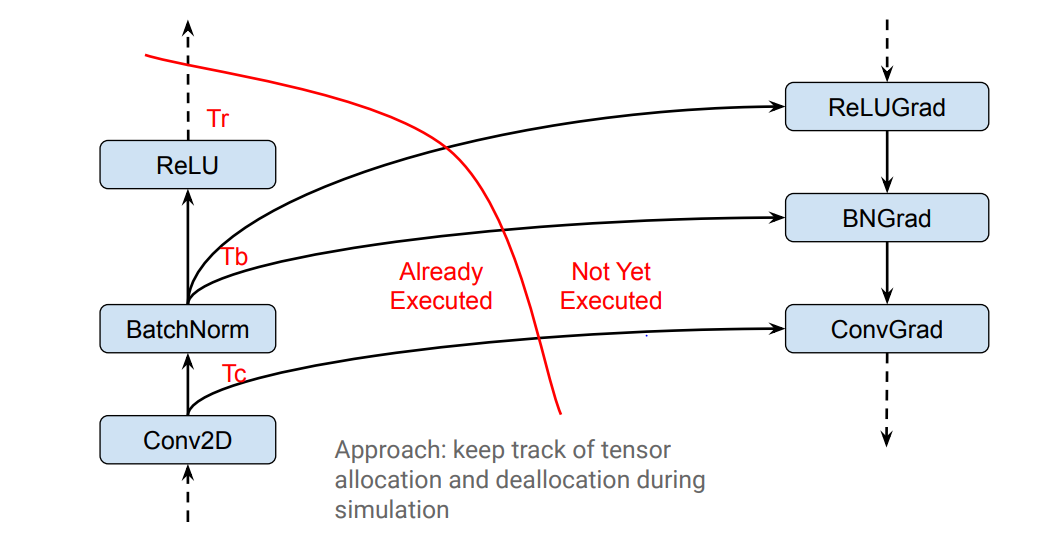 Tr
ReLU
ReLUGrad
Tb
BNGrad
Already
Executed
Not Yet
Executed
BatchNorm
ConvGrad
Tc
Conv2D
Approach: keep track of tensor
allocation and deallocation during
simulation